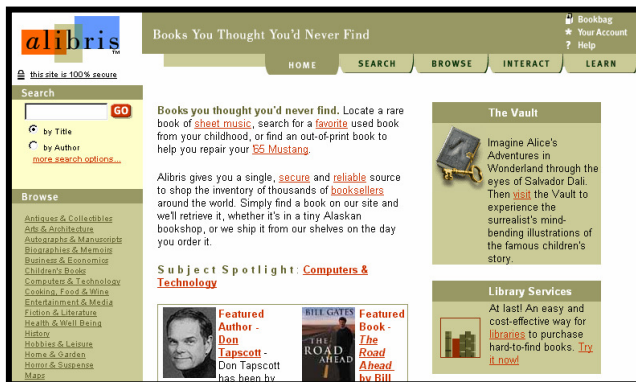 alibris™
Books You Thought You'd Never Find
Bookbag
Your Account
? Help
HOME SEARCH BROWSE INTERACT LEARN
this site is 100% secure
Search
GO
by Title
by Author
more search options...
Browse
Antiques & Collectibles
Arts & Architecture
Autographs & Manuscripts
Biographies & Memoirs
Business & Economics
Children's Books
Computers & Technology
Cooking, Food & Wine
Entertainment & Media
Fiction & Literature
Health & Well Being
History
Hobbies & Leisure
Home & Garden
Horror & Suspense
Maps
Books you thought you'd never find. Locate a rare
book of sheet music, search for a favorite used book
from your childhood, or find an out-of-print book to
help you repair your '65 Mustang.
Alibris gives you a single, secure and reliable source
to shop the inventory of thousands of booksellers
around the world. Simply find a book on our site and
we'll retrieve it, whether it's in a tiny Alaskan
bookshop, or we ship it from our shelves on the day
you order it.
Subject Spotlight: Computers &
Technology
Featured
Author -
Don
Tapscott -
Don Tapscott
has been by
BILL GATES
THE
ROAD
AHEAD
Featured
Book -
The
Road
Ahead
by Bill
The Vault
Imagine Alice's
Adventures in
Wonderland through the
eyes of Salvador Dali.
Then visit the Vault to
experience the
surrealist's mind-
bending illustrations of
the famous children's
story.
Library Services
At last! An easy and
cost-effective way for
libraries to purchase
hard-to-find books. Try
it now!